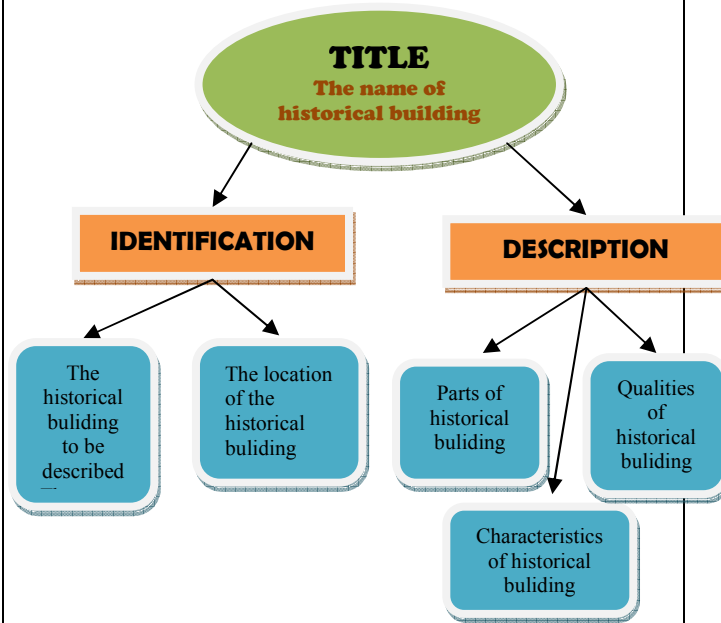 TITLE
The name of
historical building
IDENTIFICATION
DESCRIPTION
The
historical
buliding
to be
described
The location
of the
historical
buliding
Parts of
historical
buliding
Qualities
of
historical
buliding
Characteristics
of historical
buliding